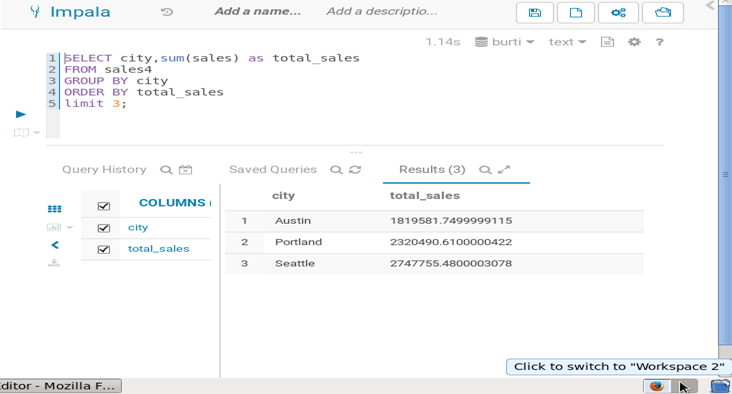 Impala
Add a name...
Add a descriptio...
1.14s
burti
text
?
1 SELECT city,sum(sales) as total_sales
2 FROM sales4
3 GROUP BY city
4 ORDER BY total_sales
5 limit 3;
Query History
Saved Queries
Results (3)
COLUMNS (
city
total_sales
city total_sales
1 Austin 1819581.7499999115
2 Portland 2320490.6100000422
3 Seattle 2747755.4800003078
Click to switch to "Workspace 2"
ditor - Mozilla F...